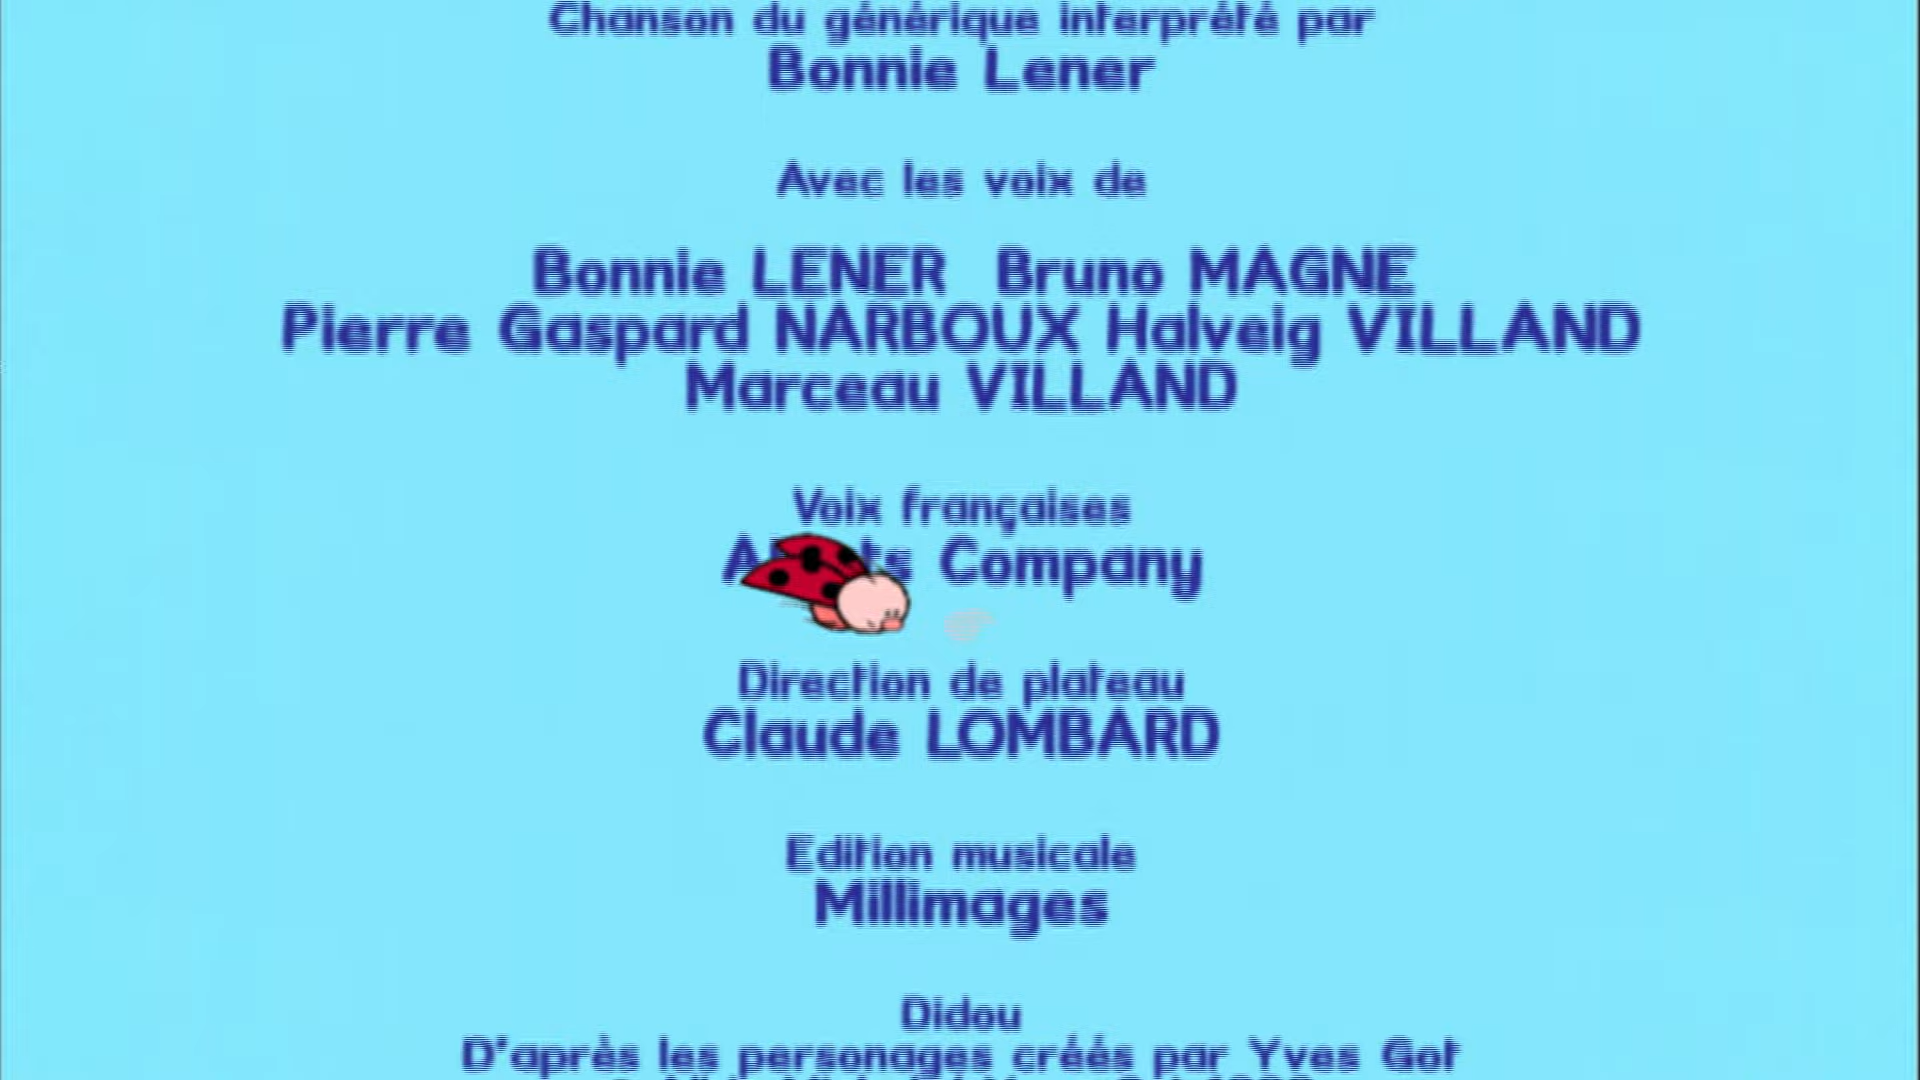 Chanson du générique interprété par
Bonnie Lener
Avec les voix de
Bonnie LENER Bruno MAGNE
Pierre Gaspard NARBOUX Halveig VILLAND
Marceau VILLAND
Voix françaises
Company
Direction de plateau
Claude LOMBARD
Edition musicale
Millimages
Didou
D'après les personages créés par Yves Got